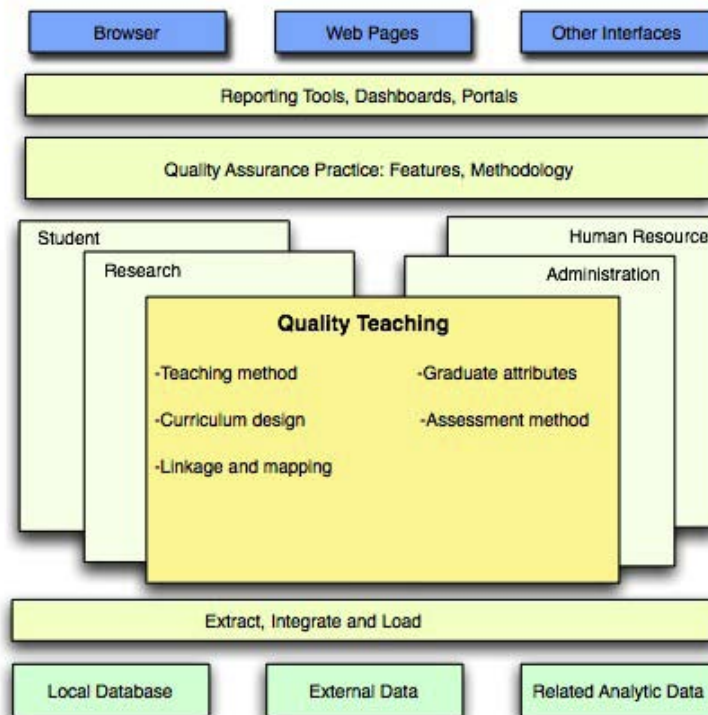 Browser
Web Pages
Other Interfaces
Reporting Tools, Dashboards, Portals
Quality Assurance Practice: Features, Methodology
Student
Human Resource
Research
Administration
Quality Teaching
-Teaching method
-Graduate attributes
-Curriculum design
-Assessment method
-Linkage and mapping
Extract, Integrate and Load
Local Database
External Data
Related Analytic Data